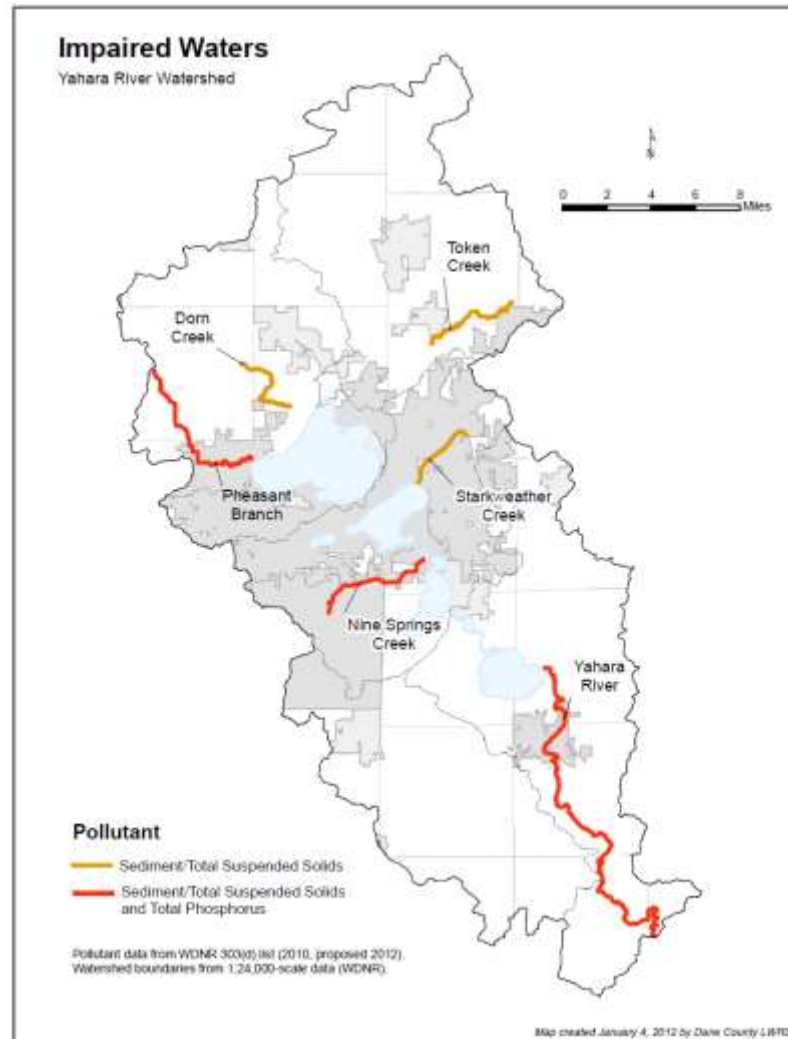 Impaired Waters
Yahara River Watershed
N
0 2 4 6 8
Miles
Token
Creek
Dorn
Creek
Pheasant
Branch
Starkweather
Creek
Nine Springs
Creek
Yahara
River
Pollutant
Sediment/Total Suspended Solids
Sediment/Total Suspended Solids
and Total Phosphorus
Pollutant data from WDNR 303(d) list (2010, proposed 2012).
Watershed boundaries from 1:24,000-scale data (WDNR).
Map created January 4, 2012 by Dane County LWRD